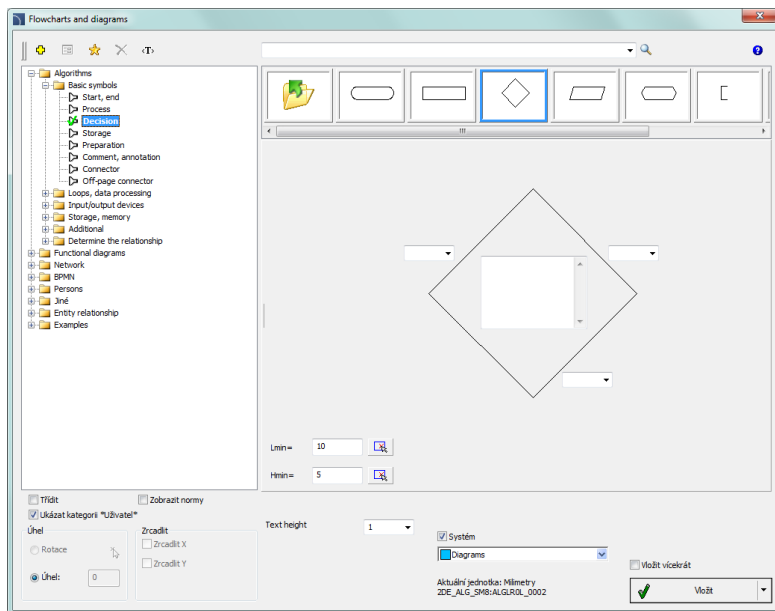 Flowcharts and diagrams
‹T›
Algorithms
Basic symbols
Start, end
Process
Decision
Storage
Preparation
Comment, annotation
Connector
Off-page connector
Loops, data processing
Input/output devices
Storage, memory
Additional
Determine the relationship
Functional diagrams
Network
BPMN
Persons
Jiné
Entity relationship
Examples
Lmin=
10
Hmin=
5
Třídit
Zobrazit normy
Ukázat kategorii *Uživatel*
Úhel
Rotace
Úhel:
0
Zrcadlit
Zrcadlit X
Zrcadlit Y
Text height
1
Systém
Diagrams
Aktuální jednotka: Milimetry
2DE_ALG_SM8:ALGLR0L_0002
Vložit vícekrát
Vložit